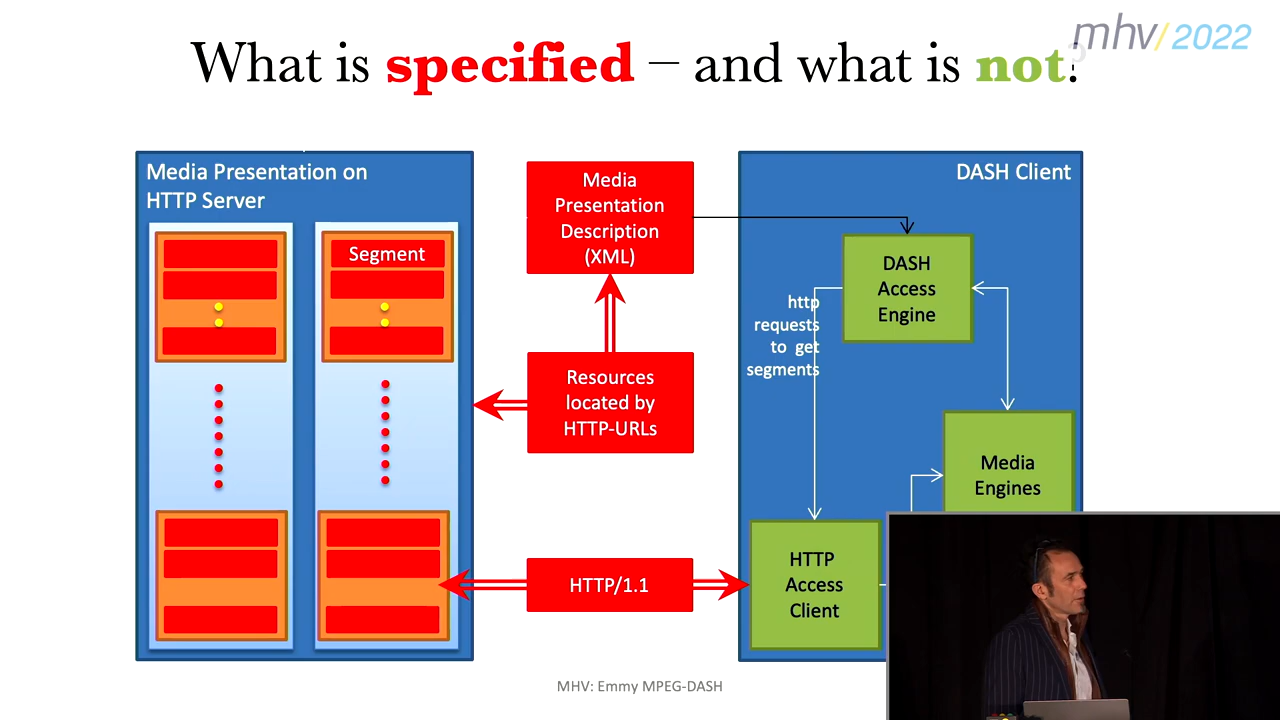 mhv/2022
What is specified – and what is not?
Media Presentation on
HTTP Server
Segment
Media
Presentation
Description
(XML)
Resources
located by
HTTP-URLs
HTTP/1.1
DASH Client
DASH
Access
Engine
http
requests
to get
segments
Media
Engines
HTTP
Access
Client
MHV: Emmy MPEG-DASH